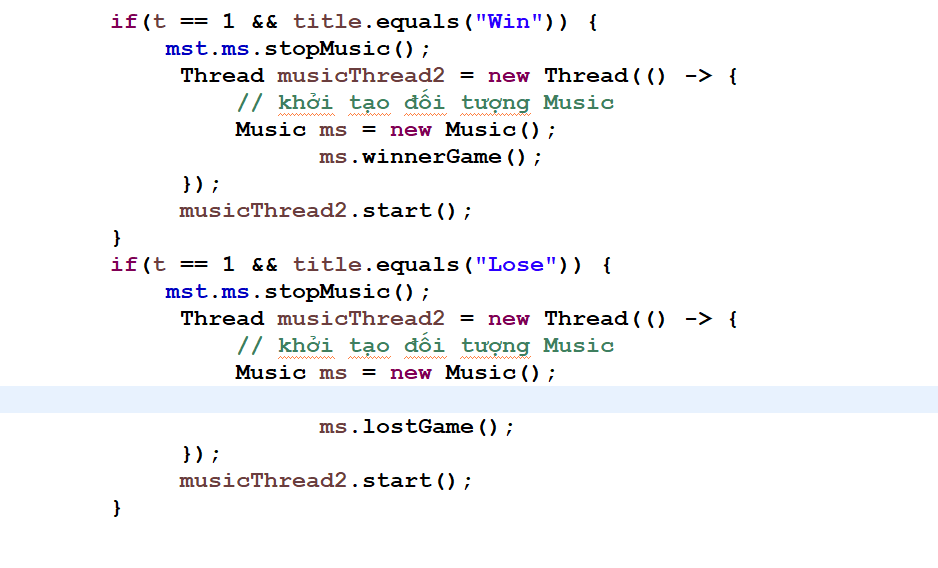 if(t == 1 && title.equals("Win")) {
mst.ms.stopMusic();
Thread musicThread2 = new Thread(() -> {
// khởi tạo đối tượng Music
Music ms = new Music();
ms.winnerGame();
});
musicThread2.start();
}
if(t == 1 && title.equals("Lose")) {
mst.ms.stopMusic();
Thread musicThread2 = new Thread(() -> {
// khởi tạo đối tượng Music
Music ms = new Music();
ms.lostGame();
});
musicThread2.start();
}